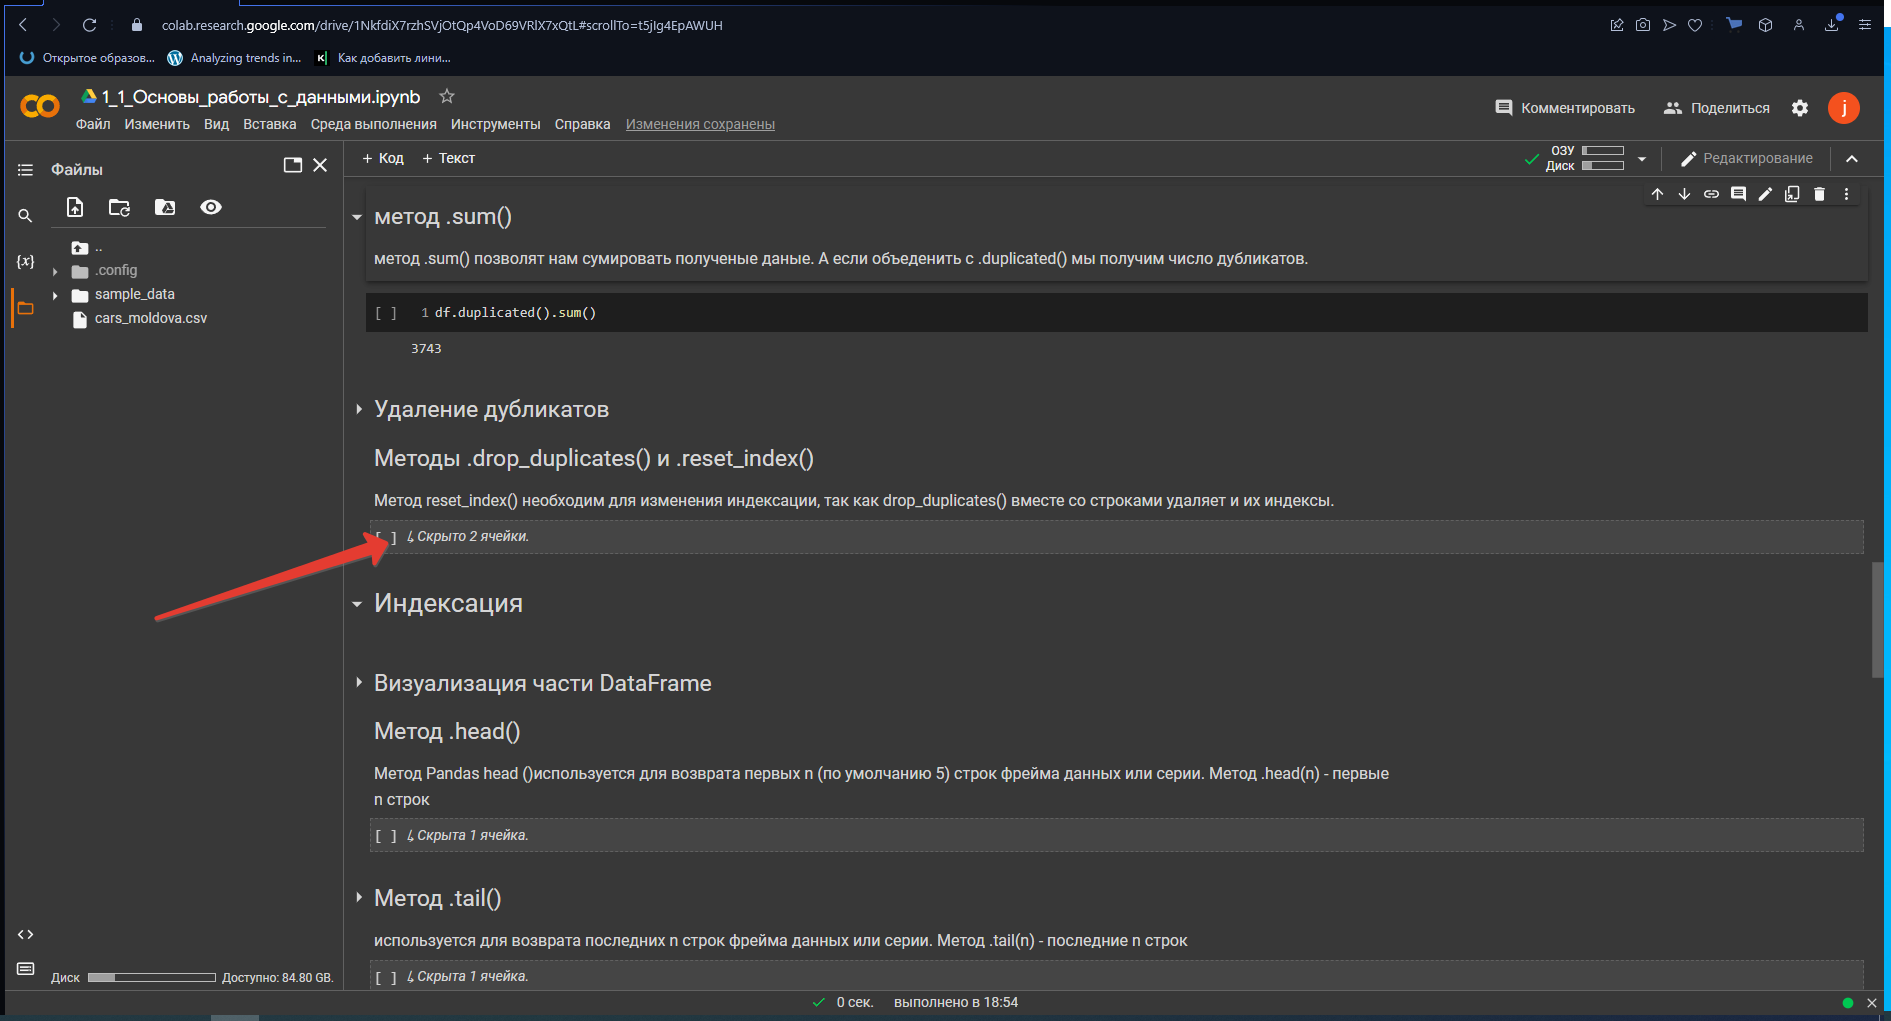 colab.research.google.com/drive/1NkfdiX7rzhSVjOtQp4VoD69VRlX7xQtL#scrollTo=t5jIg4EpAWUH
Открытое образов...
Analyzing trends in...
K
Как добавить лини...
1_1_Основы_работы_с_данными.ipynb
Файл Изменить Вид Вставка Среда выполнения Инструменты Справка Изменения сохранены
Комментировать
Поделиться
j
Файлы
+ Код + Текст
ОЗУ
Диск
Редактирование
{x}
..
.config
sample_data
cars_moldova.csv
метод .sum()
метод .sum() позволят нам сумировать полученые даные. А если объеденить с .duplicated() мы получим число дубликатов.
[ ] 1 df.duplicated().sum()
3743
Удаление дубликатов
Методы .drop_duplicates() и .reset_index()
Метод reset_index() необходим для изменения индексации, так как drop_duplicates() вместе со строками удаляет и их индексы.
[ ] ↳ Скрыто 2 ячейки.
Индексация
Визуализация части DataFrame
Метод .head()
Метод Pandas head ()используется для возврата первых n (по умолчанию 5) строк фрейма данных или серии. Метод .head(n) - первые
n строк
[ ] ↳ Скрыта 1 ячейка.
Метод .tail()
используется для возврата последних n строк фрейма данных или серии. Метод .tail(n) - последние n строк
[ ] ↳ Скрыта 1 ячейка.
Диск
Доступно: 84.80 GB.
0 сек. выполнено в 18:54